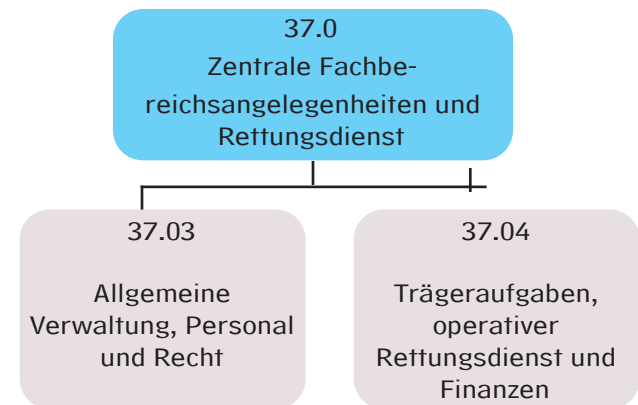 37.0
Zentrale Fachbe-
reichsangelegenheiten und
Rettungsdienst
37.03
Allgemeine
Verwaltung, Personal
und Recht
37.04
Trägeraufgaben,
operativer
Rettungsdienst und
Finanzen